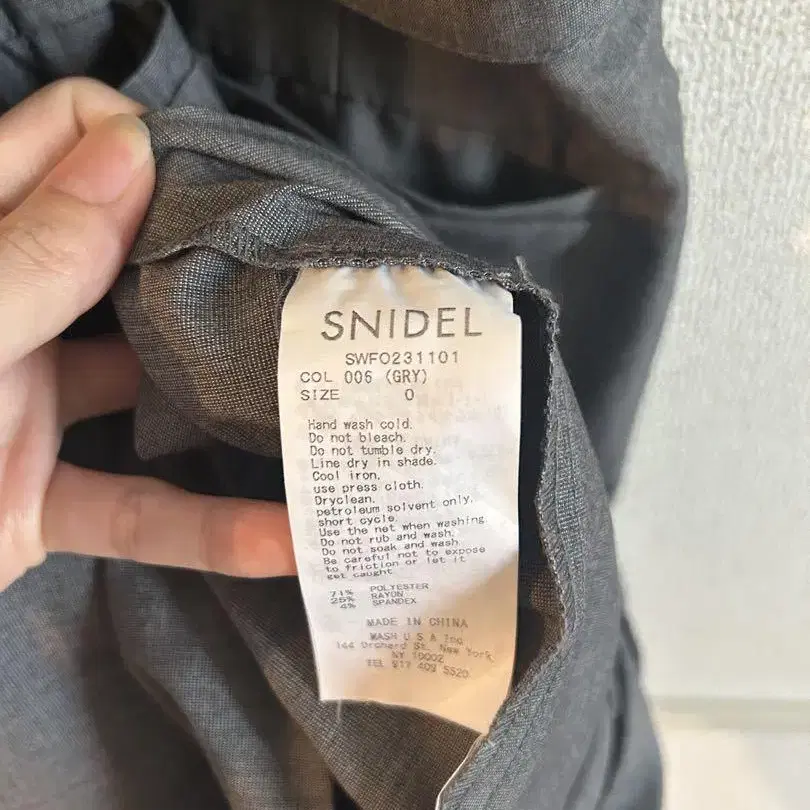 SNIDEL
SWFO231101
COL 006 (GRY)
SIZE 0
Hand wash cold.
Do not bleach.
Do not tumble dry.
Line dry in shade.
Cool iron,
use press cloth.
Dryclean.
petroleum solvent only,
short cycle.
Use the net when washing
Do not rub and wash.
Do not soak and wash
Be careful not to expose
to friction or let it
get caught
71% POLYESTER
25% RAYON
4% SPANDEX
MADE IN CHINA
MASH U S A Inc
144 Orchard St. New York,
NY 10002
TEL 917 409 5520